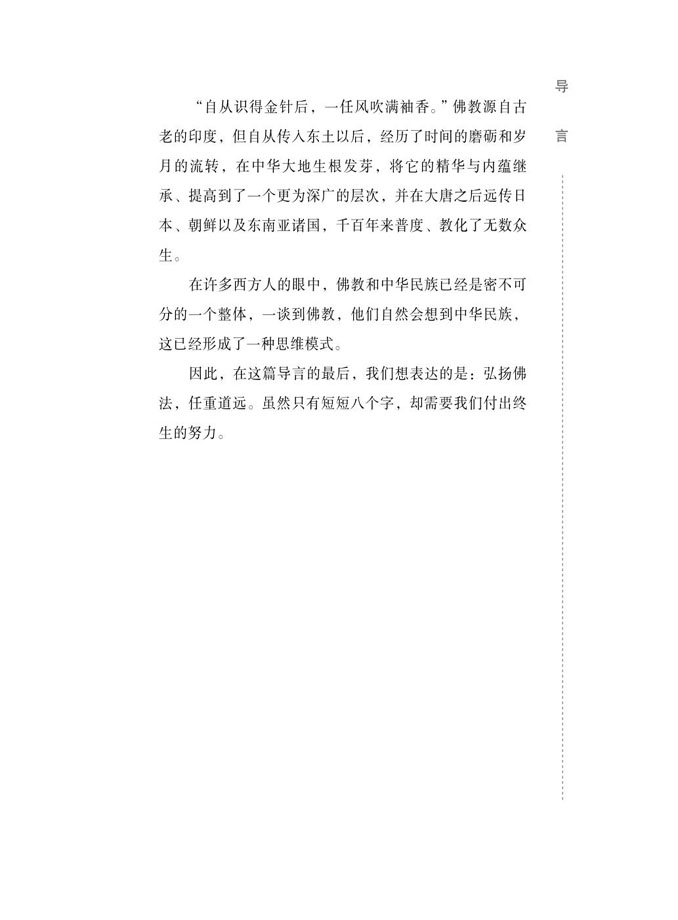 导言
“自从识得金针后，一任风吹满袖香。”佛教源自古
老的印度，但自从传入东土以后，经历了时间的磨砺和岁
月的流转，在中华大地生根发芽，将它的精华与内蕴继
承、提高到了一个更为深广的层次，并在大唐之后远传日
本、朝鲜以及东南亚诸国，千百年来普度、教化了无数众
生。
在许多西方人的眼中，佛教和中华民族已经是密不可
分的一个整体，一谈到佛教，他们自然会想到中华民族，
这已经形成了一种思维模式。
因此，在这篇导言的最后，我们想表达的是：弘扬佛
法，任重道远。虽然只有短短八个字，却需要我们付出终
生的努力。